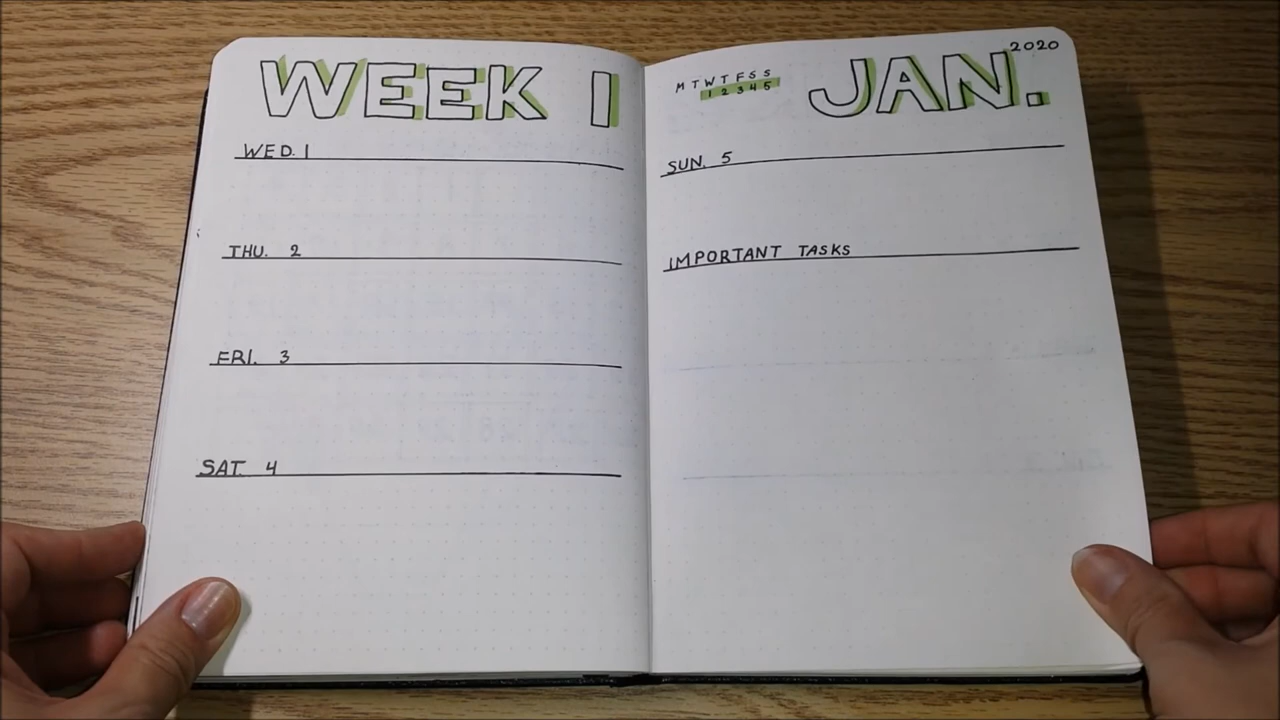 WEEK 1
WED. 1
THU. 2
FRI. 3
SAT. 4
2020
JAN.
M T W T F S S
1 2 3 4 5
SUN. 5
IMPORTANT TASKS